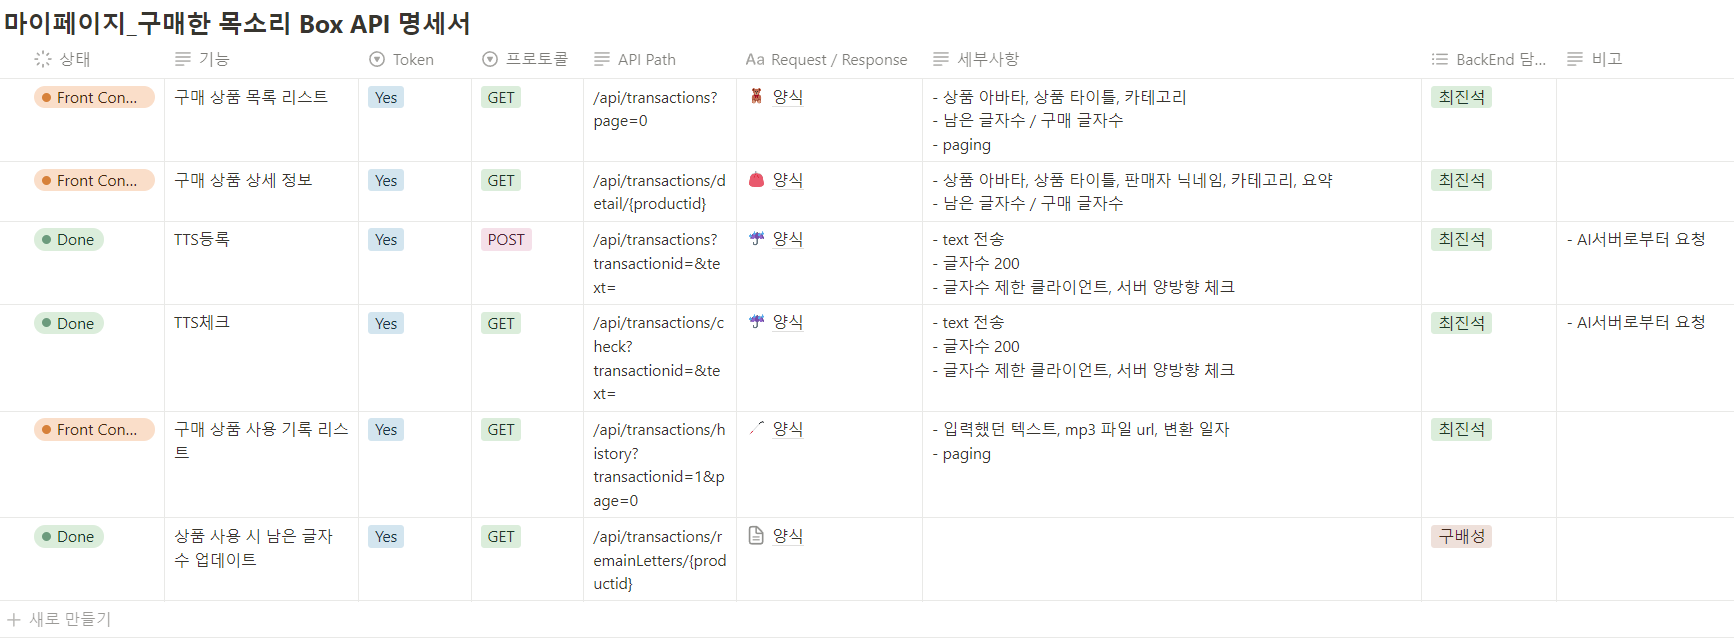 마이페이지_구매한 목소리 Box API 명세서
상태 기능 Token 프로토콜 API Path Aa Request / Response 세부사항 BackEnd 담... 비고
Front Con... 구매 상품 목록 리스트 Yes GET /api/transactions? 양식 - 상품 아바타, 상품 타이틀, 카테고리 최진석
page=0 - 남은 글자수 / 구매 글자수
- paging
Front Con... 구매 상품 상세 정보 Yes GET /api/transactions/d 양식 - 상품 아바타, 상품 타이틀, 판매자 닉네임, 카테고리, 요약 최진석
etail/{productid} - 남은 글자수 / 구매 글자수
Done TTS등록 Yes POST /api/transactions? 양식 - text 전송 최진석 - AI서버로부터 요청
transactionid=&te - 글자수 200
xt= - 글자수 제한 클라이언트, 서버 양방향 체크
Done TTS체크 Yes GET /api/transactions/c 양식 - text 전송 최진석 - AI서버로부터 요청
heck? - 글자수 200
transactionid=&te - 글자수 제한 클라이언트, 서버 양방향 체크
xt=
Front Con... 구매 상품 사용 기록 리스 Yes GET /api/transactions/h 양식 - 입력했던 텍스트, mp3 파일 url, 변환 일자 최진석
트 istory? - paging
transactionid=1&p
age=0
Done 상품 사용 시 남은 글자 Yes GET /api/transactions/r 양식 구배성
수 업데이트 emainLetters/{prod
uctid}
새로 만들기